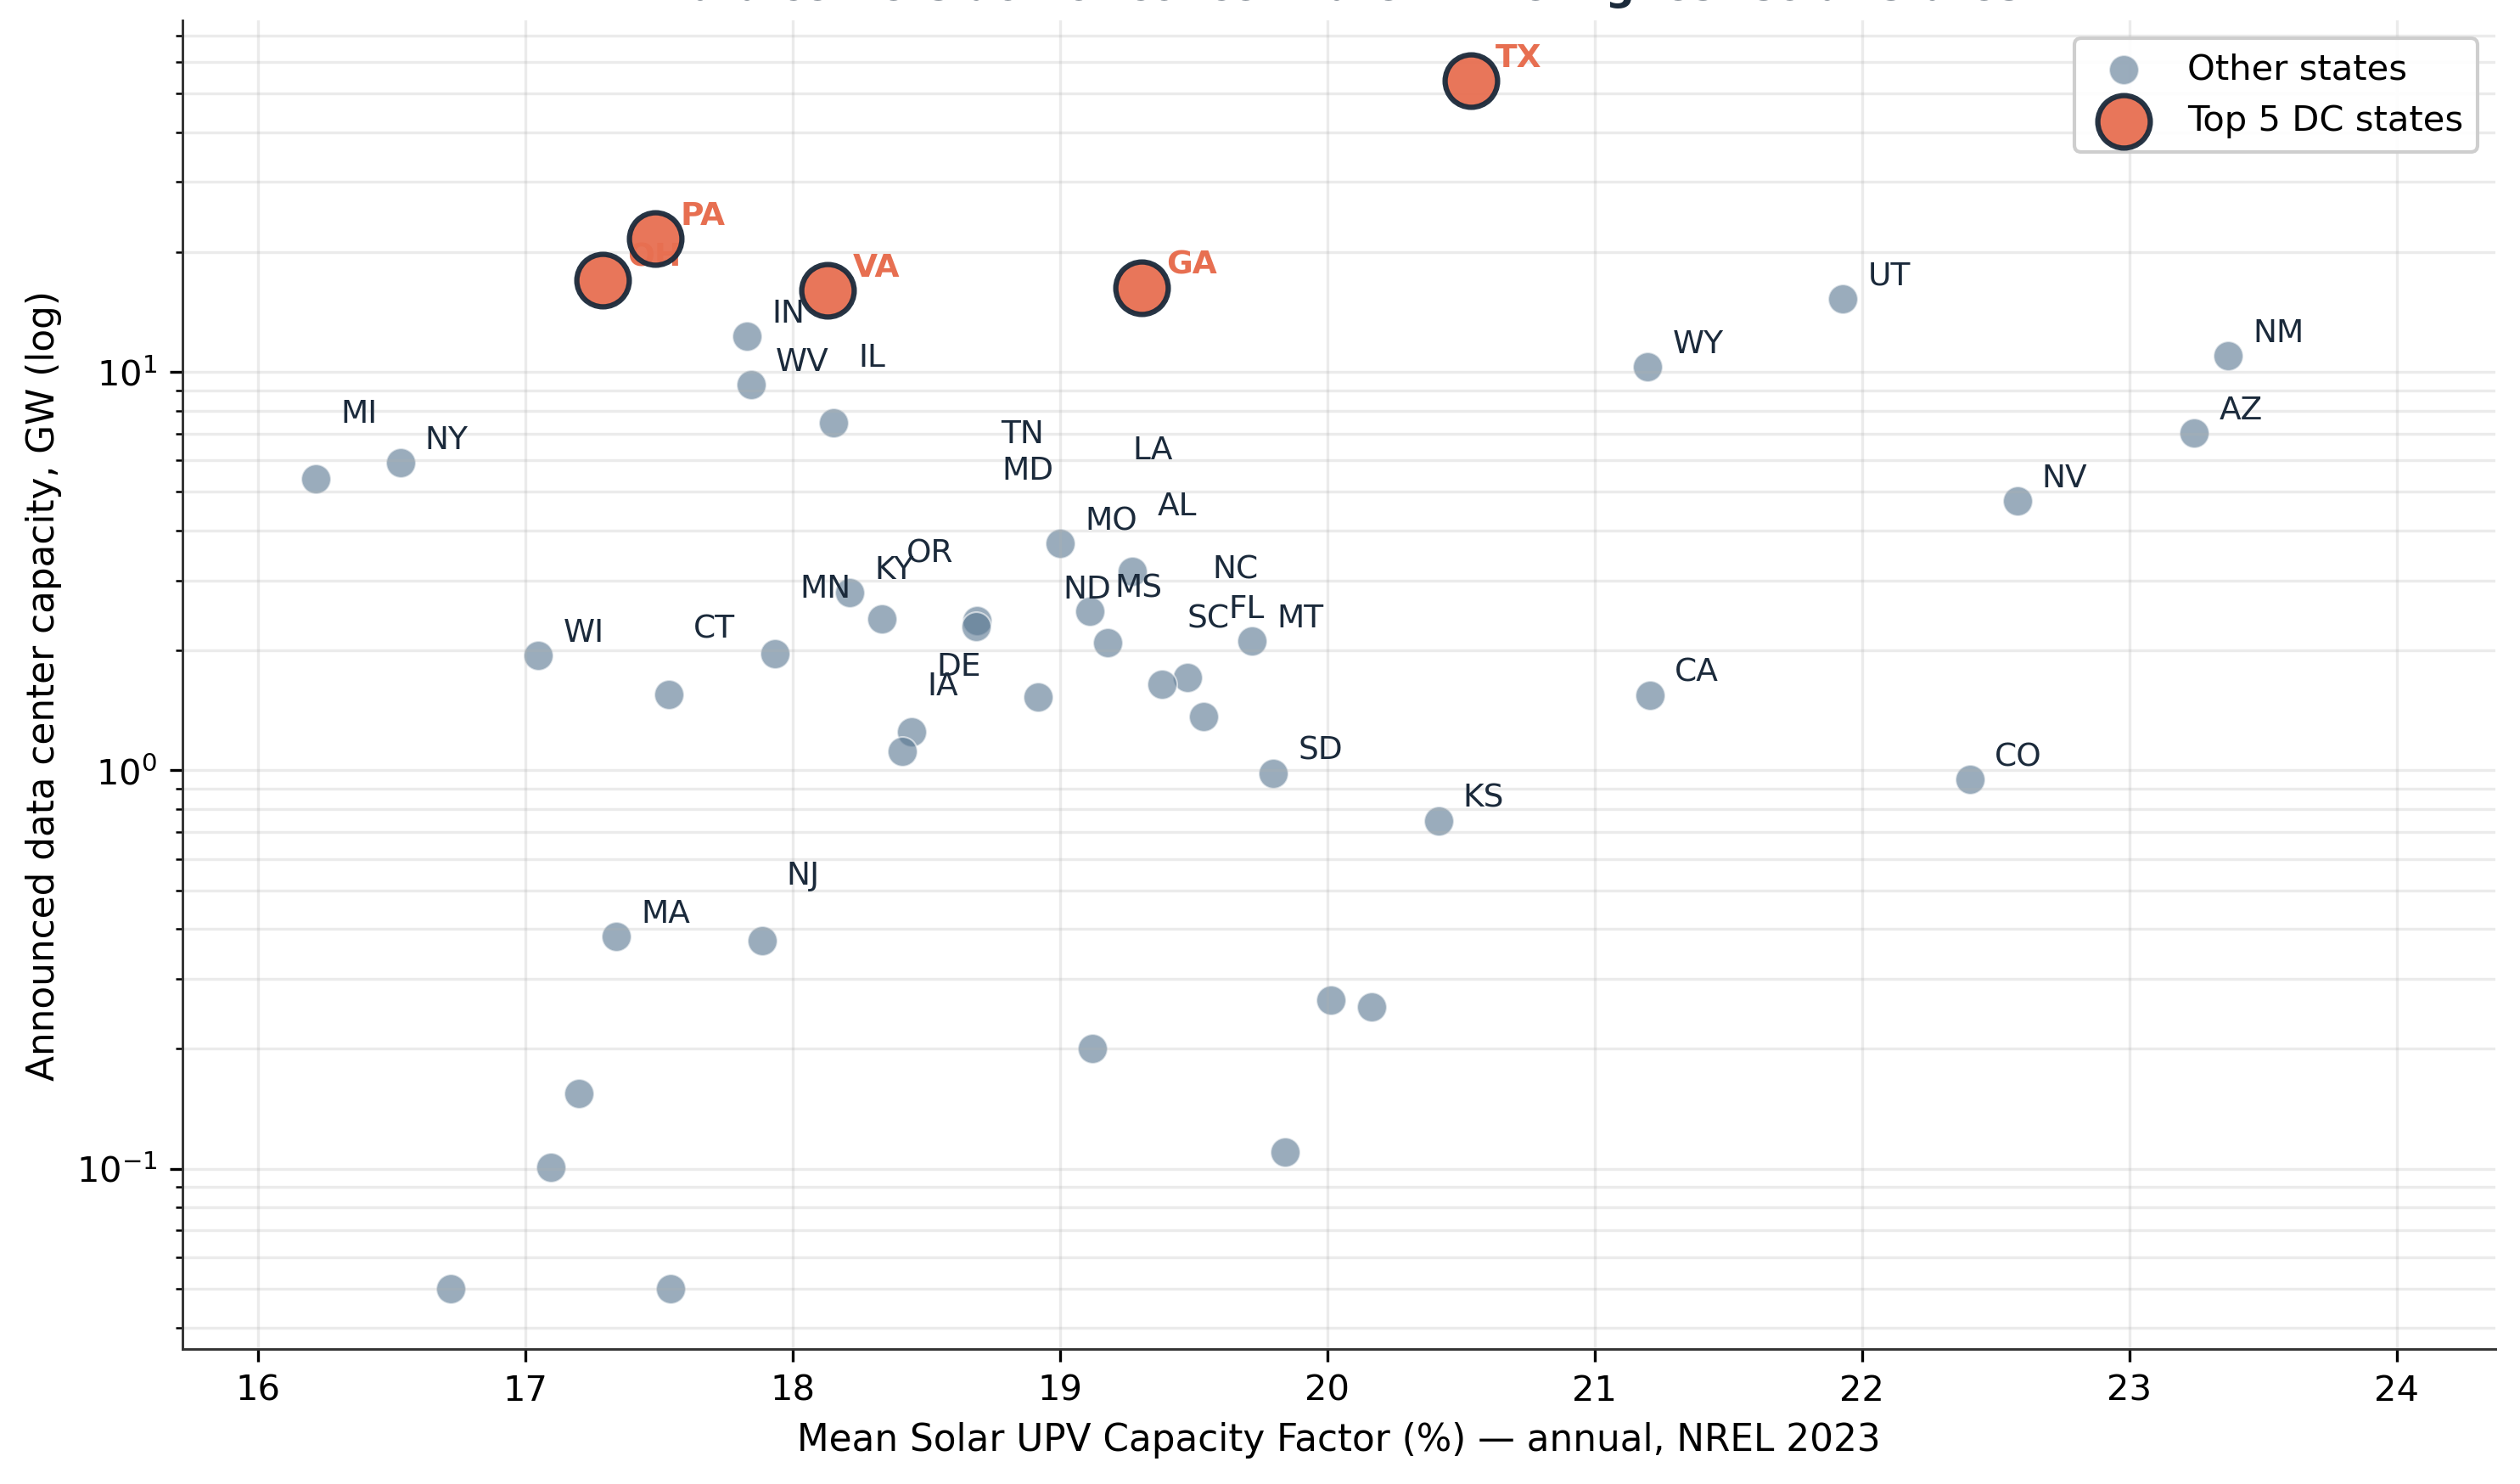 TX
Other states
Top 5 DC states
PA
VA
GA
UT
IN
NM
WY
WV
IL
10¹
MI
AZ
NY
TN
LA
MD
NV
AL
MO
OR
KY
NC
MN
ND
MS
FL
SC
MT
CT
WI
DE
CA
IA
SD
CO
10⁰
KS
NJ
MA
10⁻¹
Announced data center capacity, GW (log)
16 17 18 19 20 21 22 23 24
Mean Solar UPV Capacity Factor (%) — annual, NREL 2023